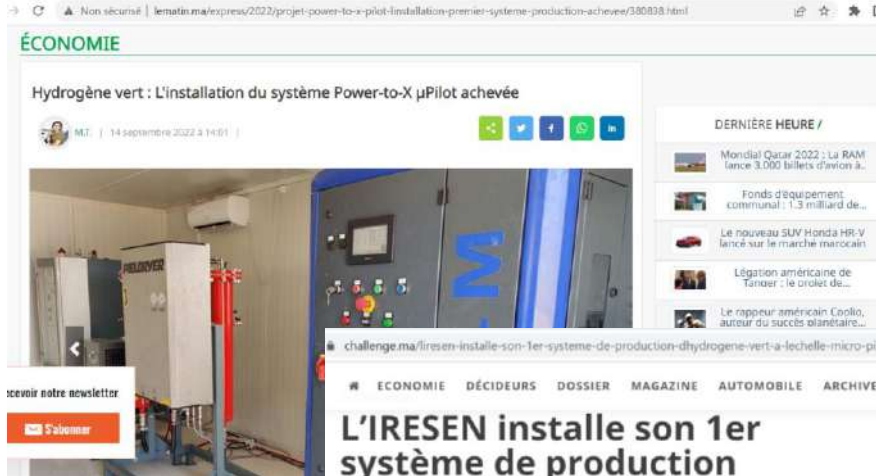 Non sécurisé | lematin.ma/express/2022/projet-power-to-x-pilot-linstallation-premier-systeme-production-achevee/380838.html
ÉCONOMIE
Hydrogène vert : L'installation du système Power-to-X µPilot achevée
M.T. | 14 septembre 2022 à 14:01 |
DERNIÈRE HEURE /
Mondial Qatar 2022 : La RAM
lance 3.000 billets d'avion à..
Fonds d'équipement
communal : 1.3 milliard de...
Le nouveau SUV Honda HR-V
lancé sur le marché marocain
Légation américaine de
Tanger : le projet de...
Le rappeur américain Coolio,
auteur du succès planétaire...
cevoir notre newsletter
S'abonner
challenge.ma/liresen-installe-son-1er-systeme-de-production-dhydrogene-vert-a-lechelle-micro-pi
ECONOMIE DÉCIDEURS DOSSIER MAGAZINE AUTOMOBILE ARCHIVE
L'IRESEN installe son 1er
système de production